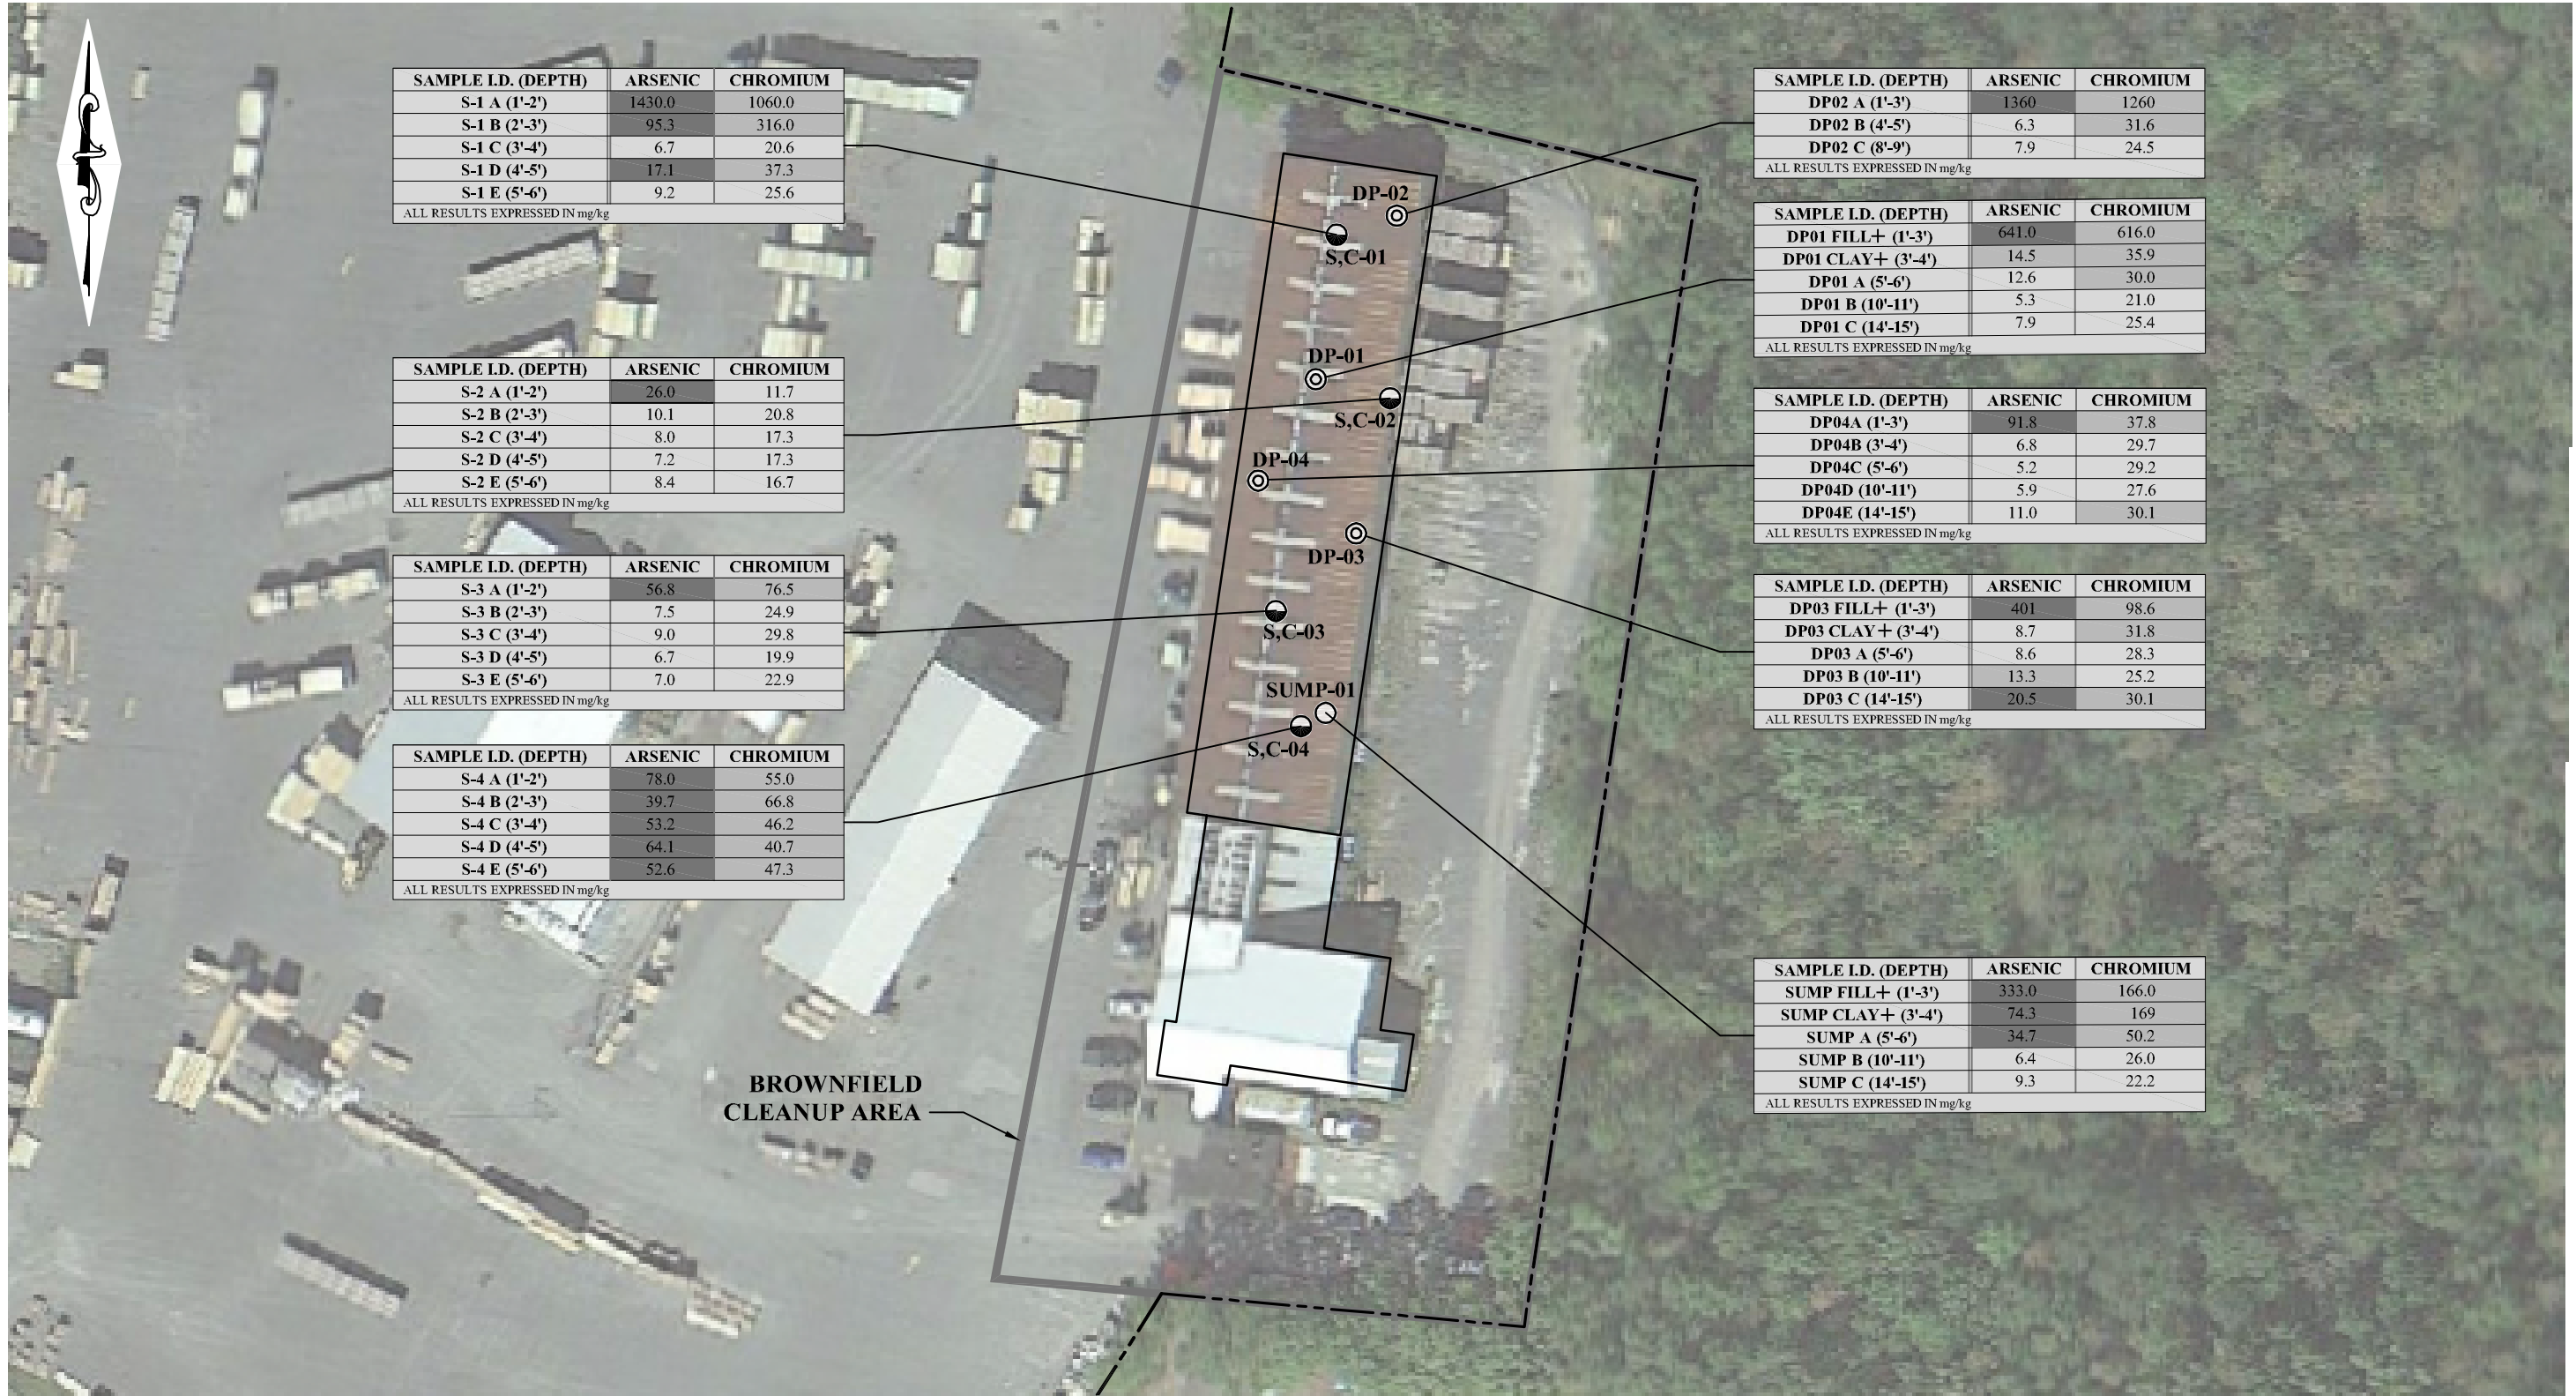 SAMPLE I.D. (DEPTH) ARSENIC CHROMIUM
S-1 A (1'-2') 1430.0 1060.0
S-1 B (2'-3') 95.3 316.0
S-1 C (3'-4') 6.7 20.6
S-1 D (4'-5') 17.1 37.3
S-1 E (5'-6') 9.2 25.6
ALL RESULTS EXPRESSED IN mg/kg
SAMPLE I.D. (DEPTH) ARSENIC CHROMIUM
S-2 A (1'-2') 26.0 11.7
S-2 B (2'-3') 10.1 20.8
S-2 C (3'-4') 8.0 17.3
S-2 D (4'-5') 7.2 17.3
S-2 E (5'-6') 8.4 16.7
ALL RESULTS EXPRESSED IN mg/kg
SAMPLE I.D. (DEPTH) ARSENIC CHROMIUM
S-3 A (1'-2') 56.8 76.5
S-3 B (2'-3') 7.5 24.9
S-3 C (3'-4') 9.0 29.8
S-3 D (4'-5') 6.7 19.9
S-3 E (5'-6') 7.0 22.9
ALL RESULTS EXPRESSED IN mg/kg
SAMPLE I.D. (DEPTH) ARSENIC CHROMIUM
S-4 A (1'-2') 78.0 55.0
S-4 B (2'-3') 39.7 66.8
S-4 C (3'-4') 53.2 46.2
S-4 D (4'-5') 64.1 40.7
S-4 E (5'-6') 52.6 47.3
ALL RESULTS EXPRESSED IN mg/kg
BROWNFIELD
CLEANUP AREA
DP-02
S,C-01
DP-01
S,C-02
DP-04
DP-03
S,C-03
SUMP-01
S,C-04
SAMPLE I.D. (DEPTH) ARSENIC CHROMIUM
DP02 A (1'-3') 1360 1260
DP02 B (4'-5') 6.3 31.6
DP02 C (8'-9') 7.9 24.5
ALL RESULTS EXPRESSED IN mg/kg
SAMPLE I.D. (DEPTH) ARSENIC CHROMIUM
DP01 FILL+ (1'-3') 641.0 616.0
DP01 CLAY+ (3'-4') 14.5 35.9
DP01 A (5'-6') 12.6 30.0
DP01 B (10'-11') 5.3 21.0
DP01 C (14'-15') 7.9 25.4
ALL RESULTS EXPRESSED IN mg/kg
SAMPLE I.D. (DEPTH) ARSENIC CHROMIUM
DP04A (1'-3') 91.8 37.8
DP04B (3'-4') 6.8 29.7
DP04C (5'-6') 5.2 29.2
DP04D (10'-11') 5.9 27.6
DP04E (14'-15') 11.0 30.1
ALL RESULTS EXPRESSED IN mg/kg
SAMPLE I.D. (DEPTH) ARSENIC CHROMIUM
DP03 FILL+ (1'-3') 401 98.6
DP03 CLAY+ (3'-4') 8.7 31.8
DP03 A (5'-6') 8.6 28.3
DP03 B (10'-11') 13.3 25.2
DP03 C (14'-15') 20.5 30.1
ALL RESULTS EXPRESSED IN mg/kg
SAMPLE I.D. (DEPTH) ARSENIC CHROMIUM
SUMP FILL+ (1'-3') 333.0 166.0
SUMP CLAY+ (3'-4') 74.3 169
SUMP A (5'-6') 34.7 50.2
SUMP B (10'-11') 6.4 26.0
SUMP C (14'-15') 9.3 22.2
ALL RESULTS EXPRESSED IN mg/kg